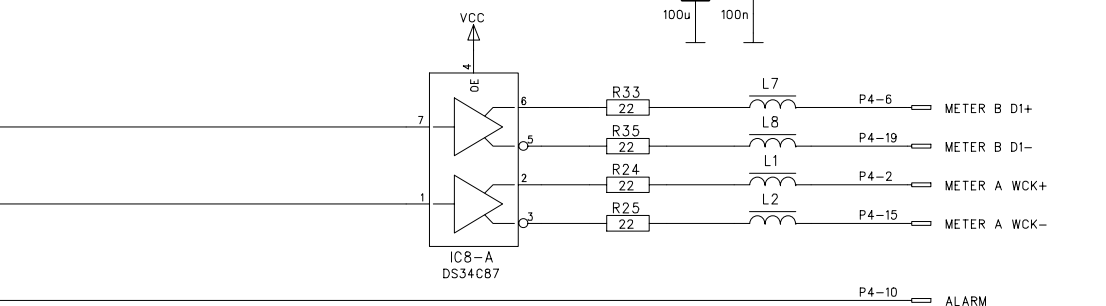 100u 100n
VCC
4
OE
7 6 R33 22 L7 P4-6 METER B D1+
5 R35 22 L8 P4-19 METER B D1-
1 2 R24 22 L1 P4-2 METER A WCK+
3 R25 22 L2 P4-15 METER A WCK-
IC8-A
DS34C87
P4-10 ALARM